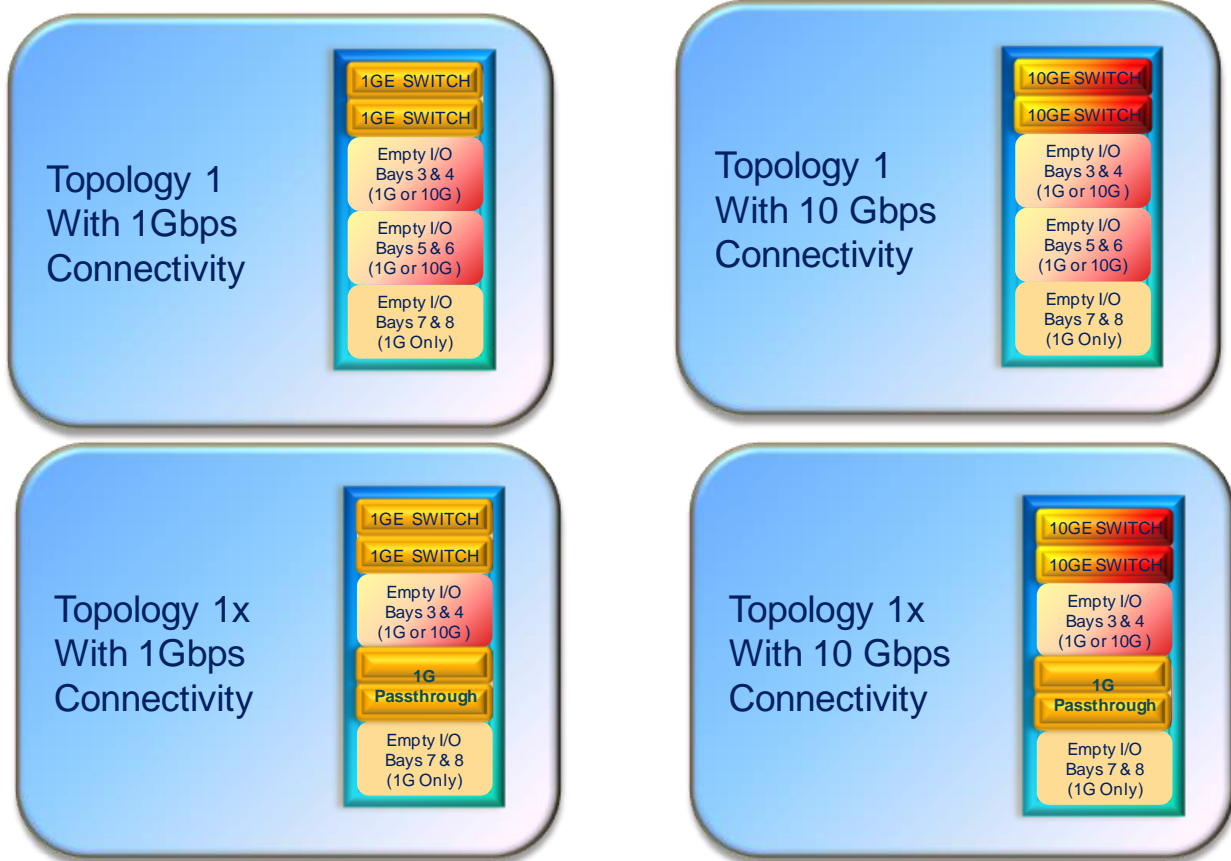 Topology 1
With 1Gbps
Connectivity
1GE SWITCH
1GE SWITCH
Empty I/O
Bays 3 & 4
(1G or 10G )
Empty I/O
Bays 5 & 6
(1G or 10G )
Empty I/O
Bays 7 & 8
(1G Only)
Topology 1
With 10 Gbps
Connectivity
10GE SWITCH
10GE SWITCH
Empty I/O
Bays 3 & 4
(1G or 10G )
Empty I/O
Bays 5 & 6
(1G or 10G)
Empty I/O
Bays 7 & 8
(1G Only)
Topology 1x
With 1Gbps
Connectivity
1GE SWITCH
1GE SWITCH
Empty I/O
Bays 3 & 4
(1G or 10G )
1G
Passthrough
Empty I/O
Bays 7 & 8
(1G Only)
Topology 1x
With 10 Gbps
Connectivity
10GE SWITCH
10GE SWITCH
Empty I/O
Bays 3 & 4
(1G or 10G )
1G
Passthrough
Empty I/O
Bays 7 & 8
(1G Only)